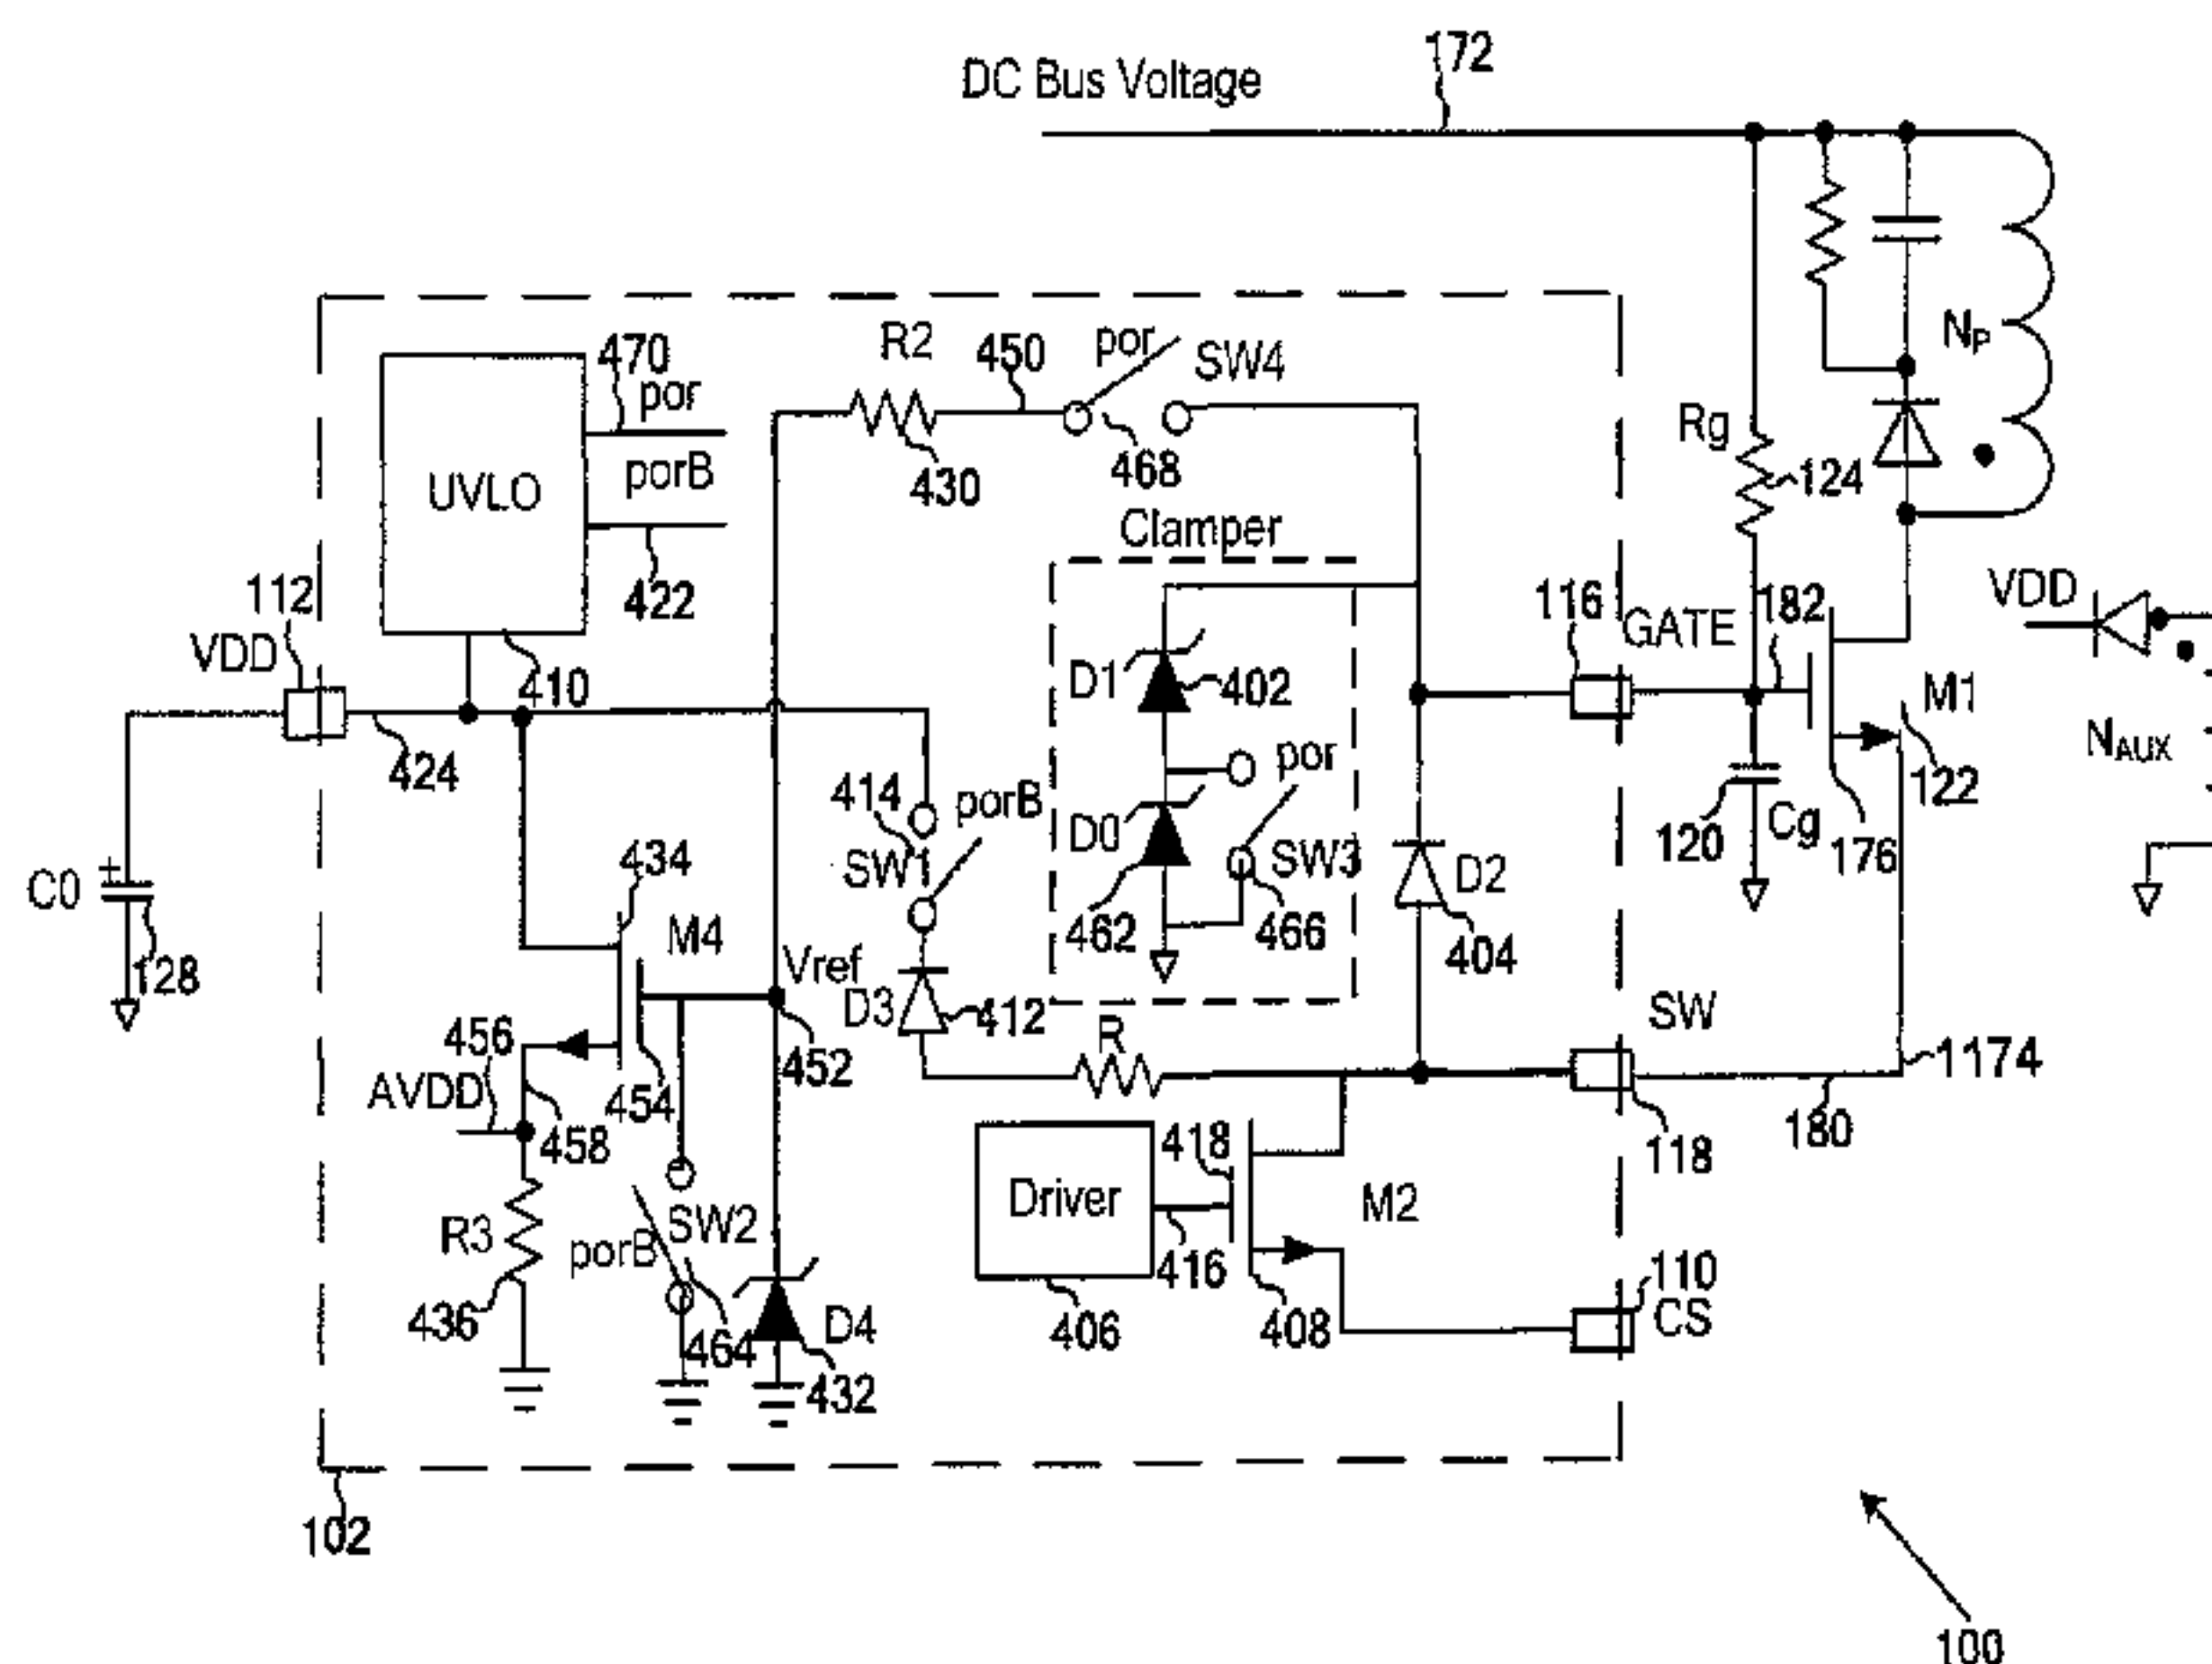 172
DC Bus Voltage
R2
450
por
SW4
470
por
430
468
Rg
124
NP
UVLO
porB
422
Clamper
112
VDD
410
424
D1
402
116
GATE
182
M1
122
VDD
NAUX
414
porB
SW1
por
D0
SW3
462
466
D2
404
120
Cg
176
C0
+
128
434
M4
Vref
D3
412
R
452
SW
1174
180
118
456
AVDD
458
454
418
Driver
416
M2
406
408
110
CS
R3
436
porB
SW2
464
D4
432
102
100